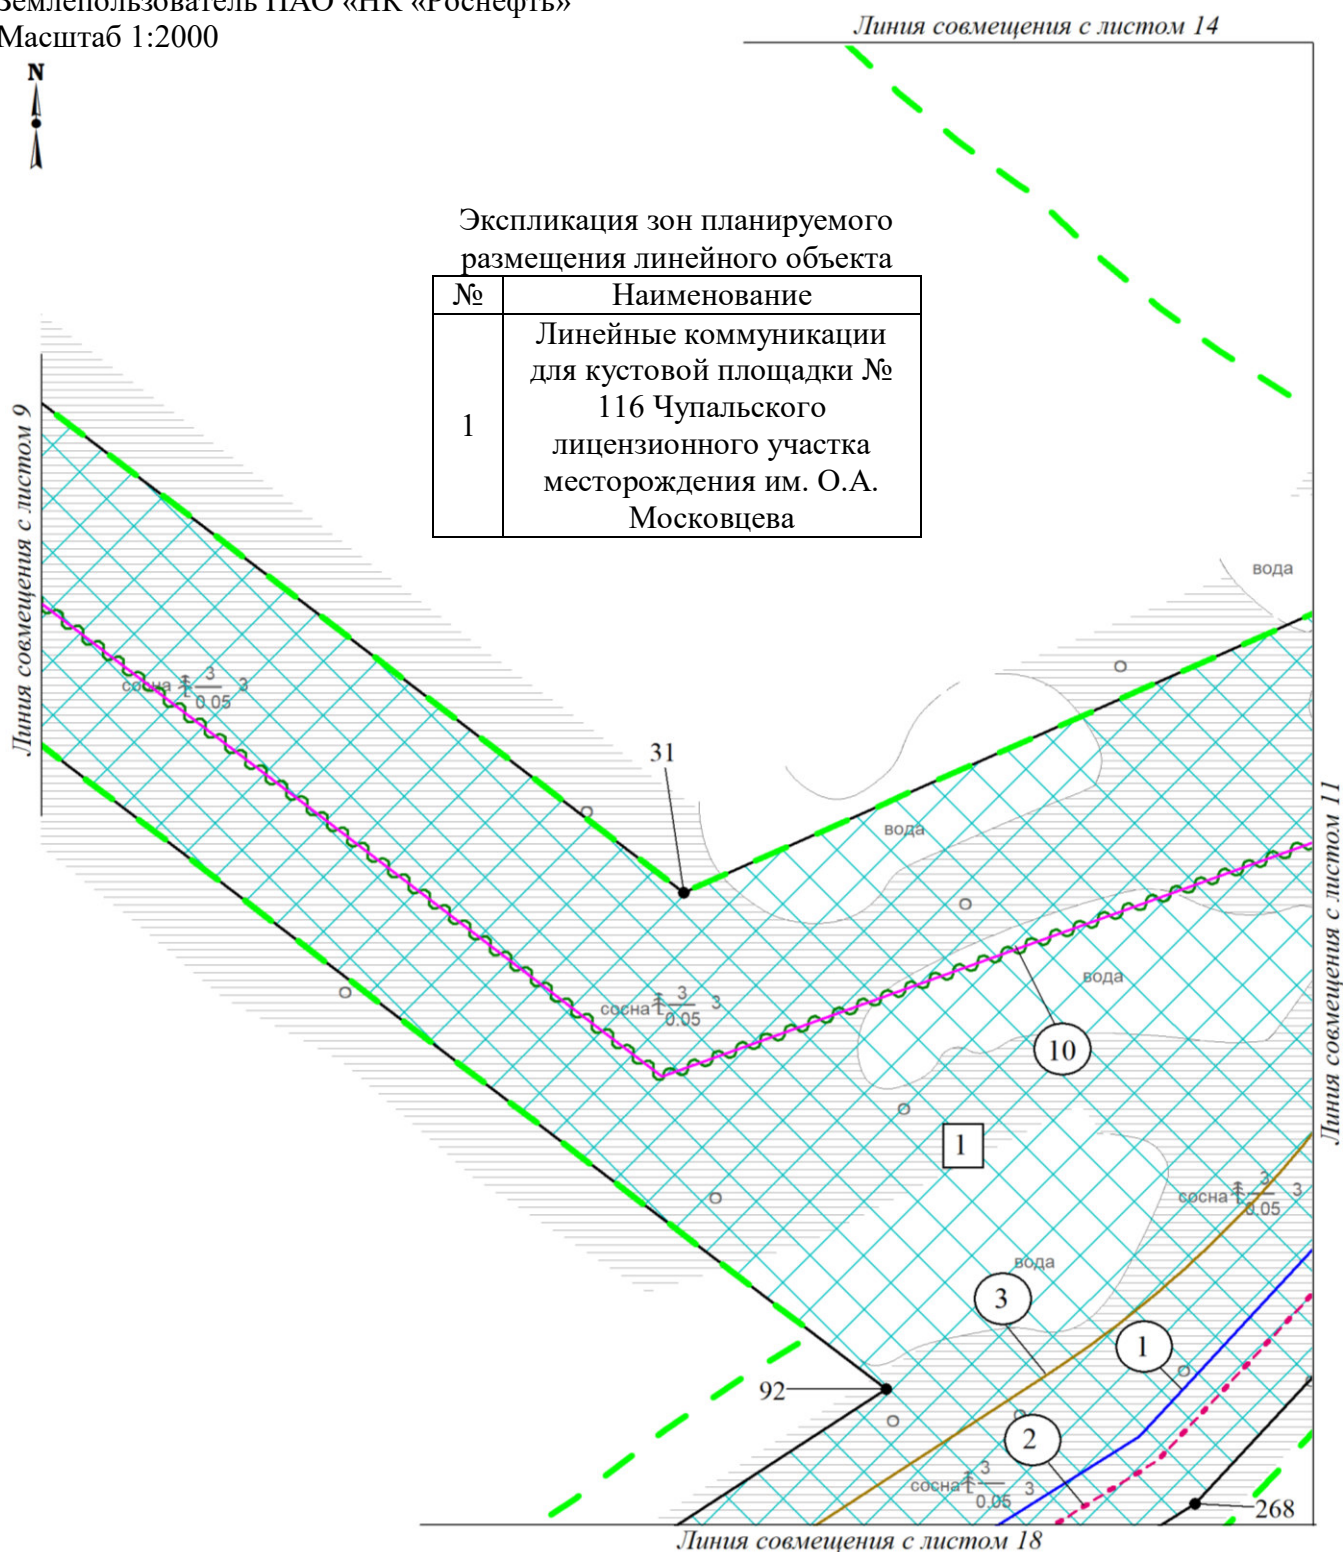 Землепользователь ПАО «НК «Роснефть»
Масштаб 1:2000
Линия совмещения с листом 14
N
Экспликация зон планируемого
размещения линейного объекта
№ Наименование
1
Линейные коммуникации
для кустовой площадки №
116 Чупальского
лицензионного участка
месторождения им. О.А.
Московцева
Линия совмещения с листом 9
вода
сосна 3 3
0.05
31
вода
Линия совмещения с листом 11
вода
сосна 3 3
0.05
10
1
сосна 3 3
0.05
вода
3
1
92
2
сосна 3 3
0.05
268
Линия совмещения с листом 18